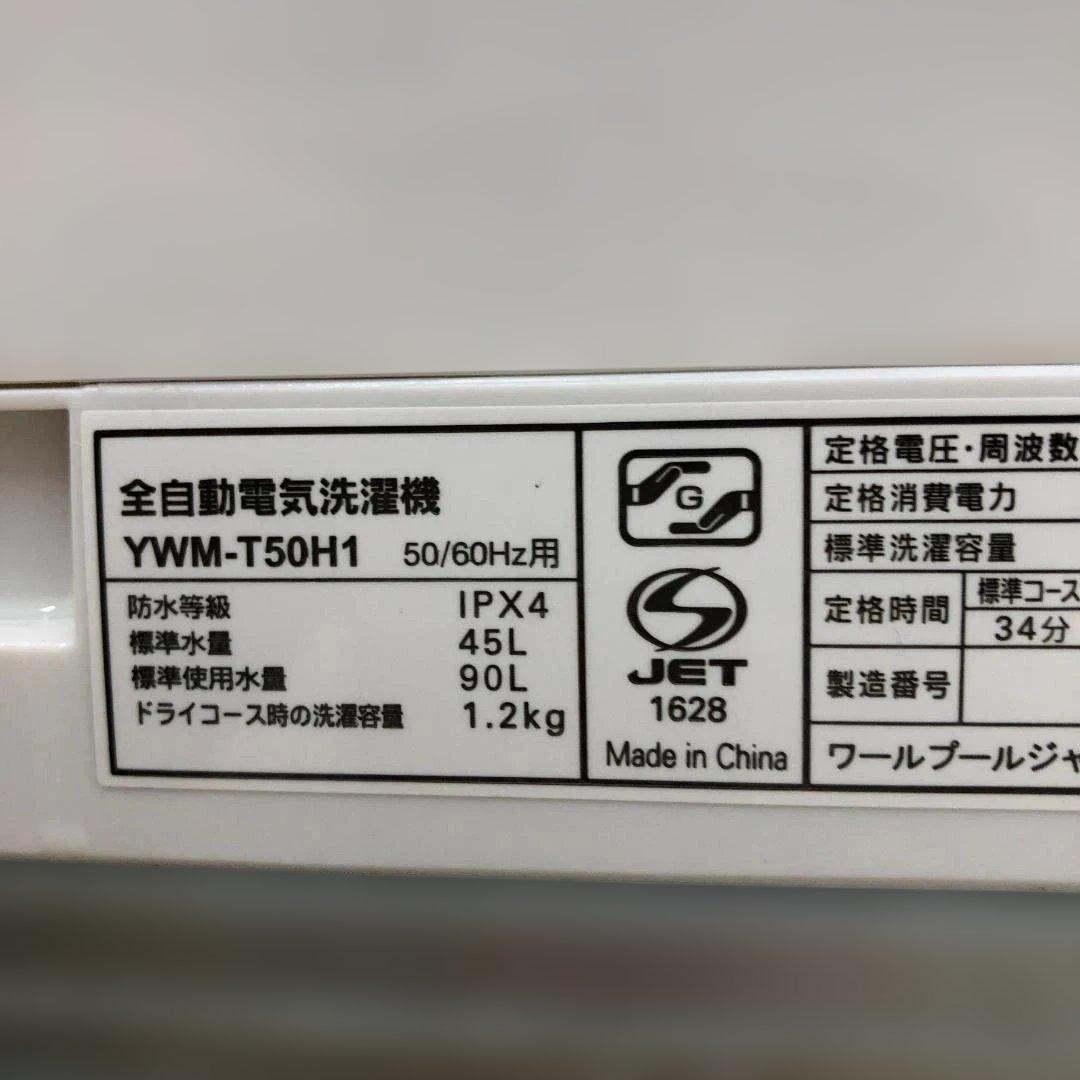 全自動電気洗濯機
YWM-T50H1 50/60Hz用
防水等級 IPX4
標準水量 45L
標準使用水量 90L
ドライコース時の洗濯容量 1.2kg
G
JET
1628
Made in China
定格電圧・周波数
定格消費電力
標準洗濯容量
定格時間 標準コース
34分
製造番号
ワールプールジャ